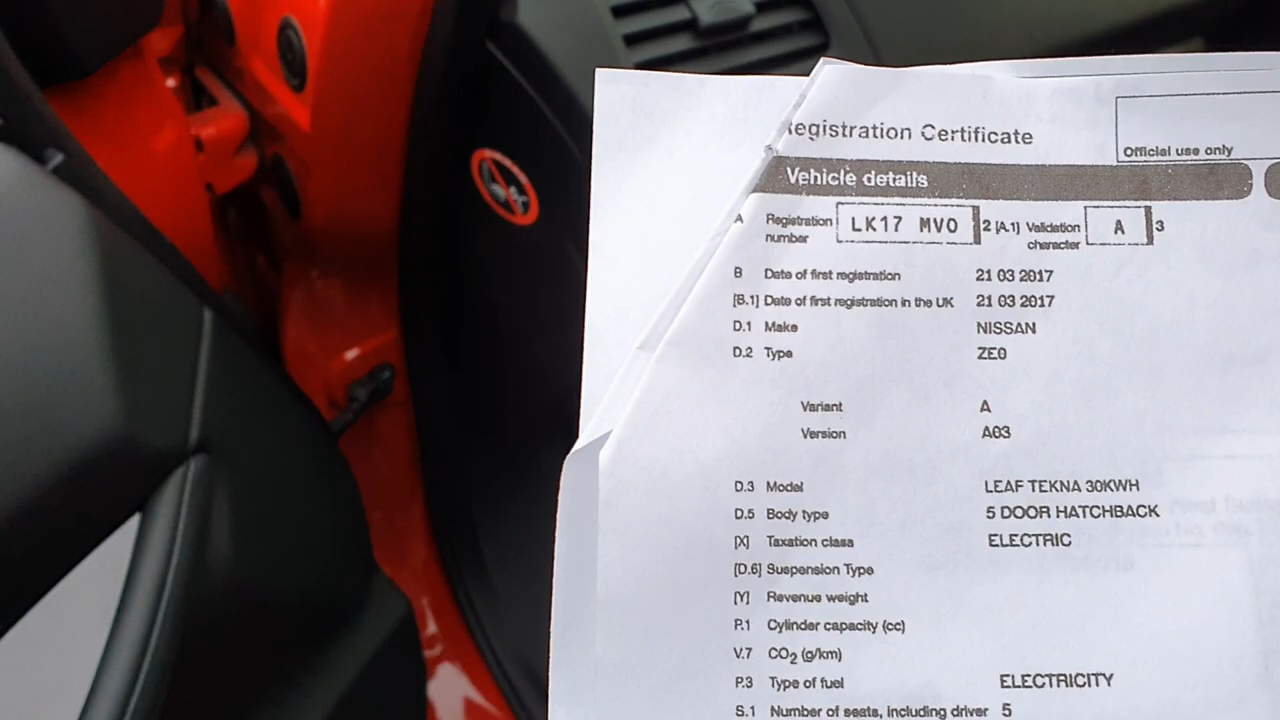 egistration Certificate
Official use only
Vehicle details
A Registration number LK17 MVO 2 [A.1] Validation character A 3
B Date of first registration 21 03 2017
[B.1] Date of first registration in the UK 21 03 2017
D.1 Make NISSAN
D.2 Type ZE0
Variant A
Version A03
D.3 Model LEAF TEKNA 30KWH
D.5 Body type 5 DOOR HATCHBACK
[X] Taxation class ELECTRIC
[D.6] Suspension Type
[Y] Revenue weight
P.1 Cylinder capacity (cc)
V.7 CO2 (g/km)
P.3 Type of fuel ELECTRICITY
S.1 Number of seats, including driver 5